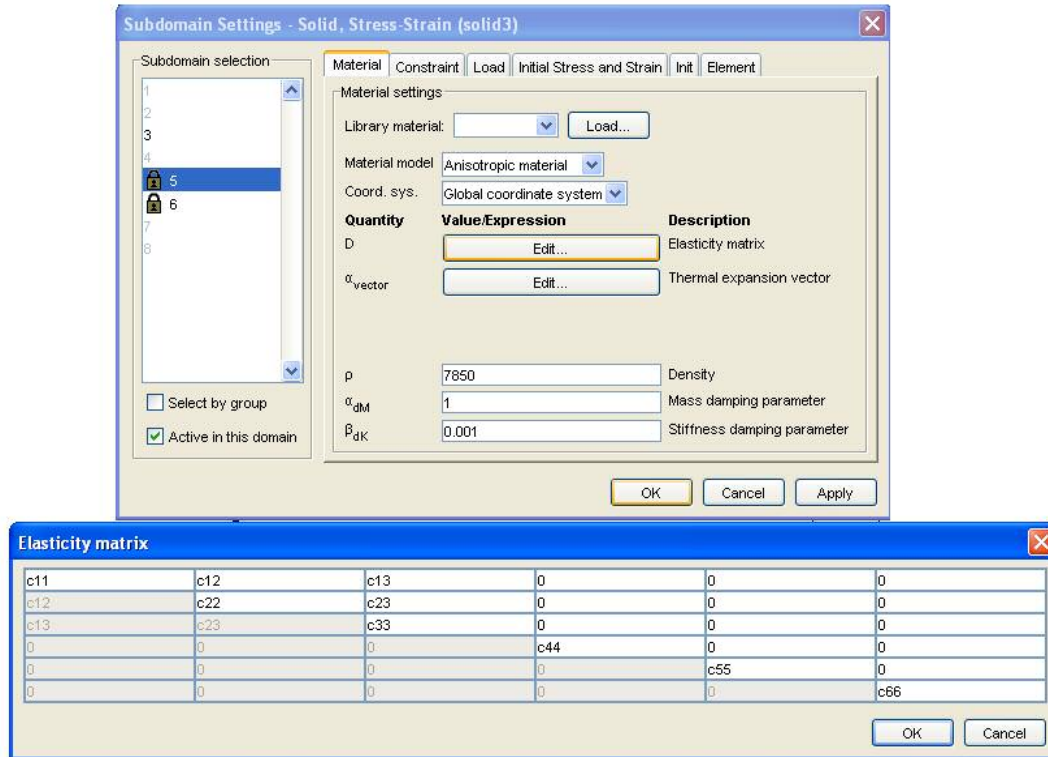 Subdomain Settings - Solid, Stress-Strain (solid3)
Subdomain selection
1
2
3
4
5
6
7
8
Select by group
Active in this domain
Material Constraint Load Initial Stress and Strain Init Element
Material settings
Library material: Load...
Material model Anisotropic material
Coord. sys. Global coordinate system
Quantity Value/Expression Description
D Edit... Elasticity matrix
αvector Edit... Thermal expansion vector
ρ 7850 Density
αdM 1 Mass damping parameter
βdK 0.001 Stiffness damping parameter
OK Cancel Apply
Elasticity matrix
c11 c12 c13 0 0 0
c12 c22 c23 0 0 0
c13 c23 c33 0 0 0
0 0 0 c44 0 0
0 0 0 0 c55 0
0 0 0 0 0 c66
OK Cancel